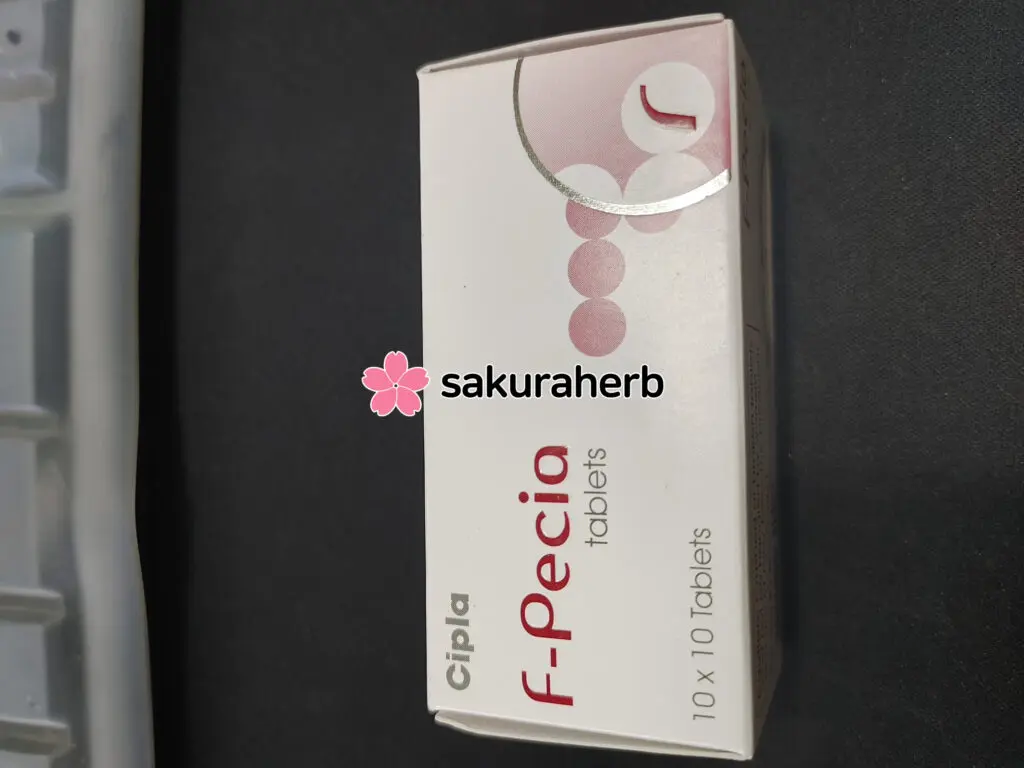 Cipla
F-Pecia
tablets
10 x 10 Tablets
sakuraherb